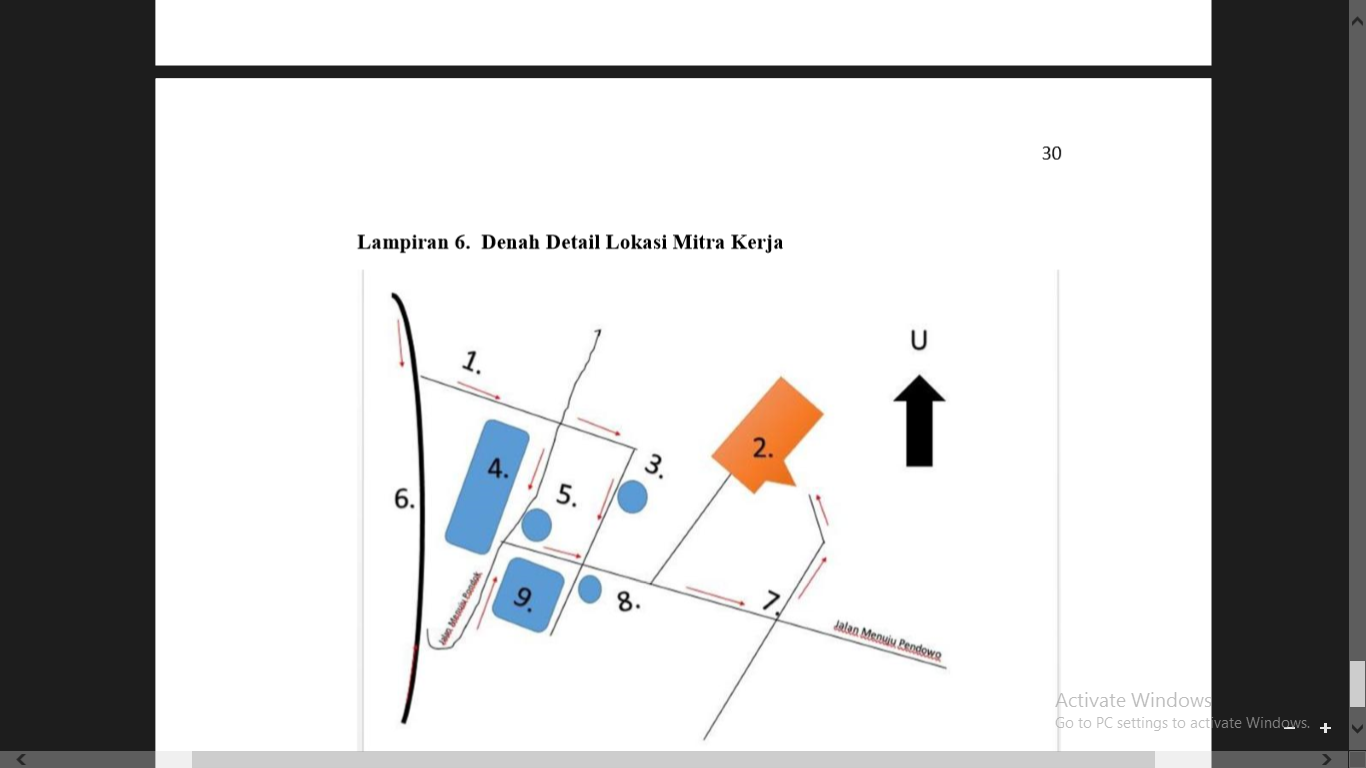 30
Lampiran 6. Denah Detail Lokasi Mitra Kerja
U
1.
2.
3.
4.
5.
6.
7.
8.
9.
Jalan Menuju Pondok
Jalan Menuju Pendowo
Activate Windows
Go to PC settings to activate Windows.